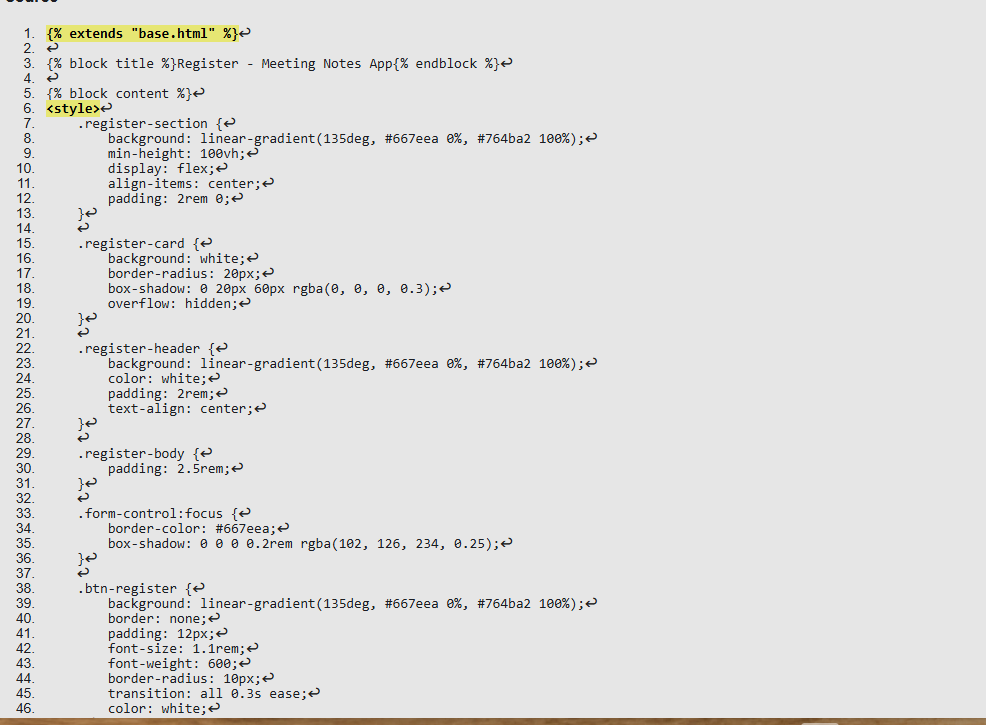 1. {% extends "base.html" %}↩
2. ↩
3. {% block title %}Register - Meeting Notes App{% endblock %}↩
4. ↩
5. {% block content %}↩
6. <style>↩
7.     .register-section {↩
8.         background: linear-gradient(135deg, #667eea 0%, #764ba2 100%);↩
9.         min-height: 100vh;↩
10.         display: flex;↩
11.         align-items: center;↩
12.         padding: 2rem 0;↩
13.     }↩
14.     ↩
15.     .register-card {↩
16.         background: white;↩
17.         border-radius: 20px;↩
18.         box-shadow: 0 20px 60px rgba(0, 0, 0, 0.3);↩
19.         overflow: hidden;↩
20.     }↩
21.     ↩
22.     .register-header {↩
23.         background: linear-gradient(135deg, #667eea 0%, #764ba2 100%);↩
24.         color: white;↩
25.         padding: 2rem;↩
26.         text-align: center;↩
27.     }↩
28.     ↩
29.     .register-body {↩
30.         padding: 2.5rem;↩
31.     }↩
32.     ↩
33.     .form-control:focus {↩
34.         border-color: #667eea;↩
35.         box-shadow: 0 0 0 0.2rem rgba(102, 126, 234, 0.25);↩
36.     }↩
37.     ↩
38.     .btn-register {↩
39.         background: linear-gradient(135deg, #667eea 0%, #764ba2 100%);↩
40.         border: none;↩
41.         padding: 12px;↩
42.         font-size: 1.1rem;↩
43.         font-weight: 600;↩
44.         border-radius: 10px;↩
45.         transition: all 0.3s ease;↩
46.         color: white;↩